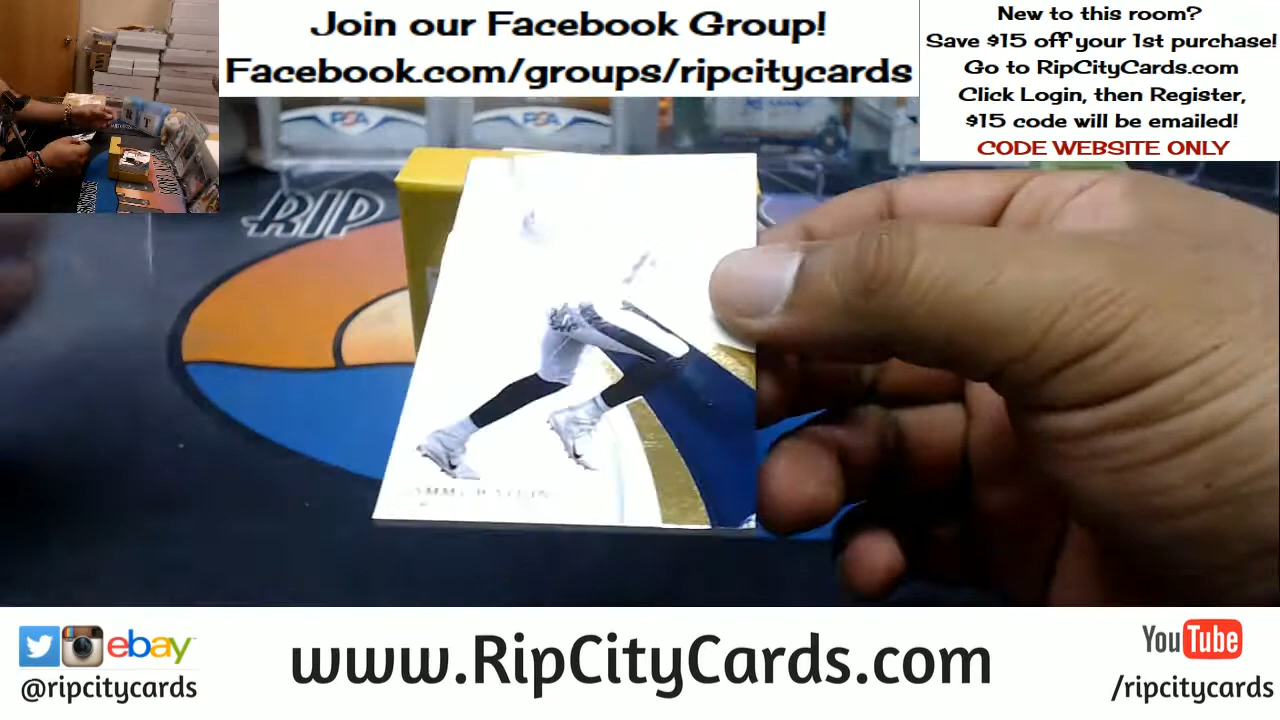 Join our Facebook Group!
Facebook.com/groups/ripcitycards
New to this room?
Save $15 off your 1st purchase!
Go to RipCityCards.com
Click Login, then Register,
$15 code will be emailed!
CODE WEBSITE ONLY
PSA
PSA
RIP
ebay
@ripcitycards
www.RipCityCards.com
YouTube
/ripcitycards